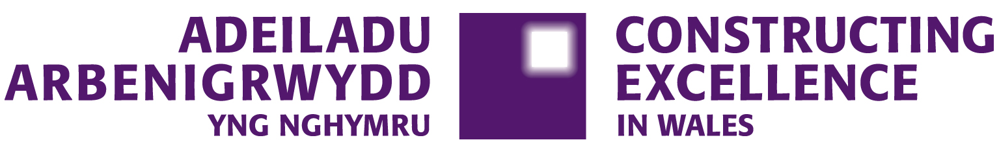 ADEILADU
ARBENIGRWYDD
YNG NGHYMRU
CONSTRUCTING
EXCELLENCE
IN WALES